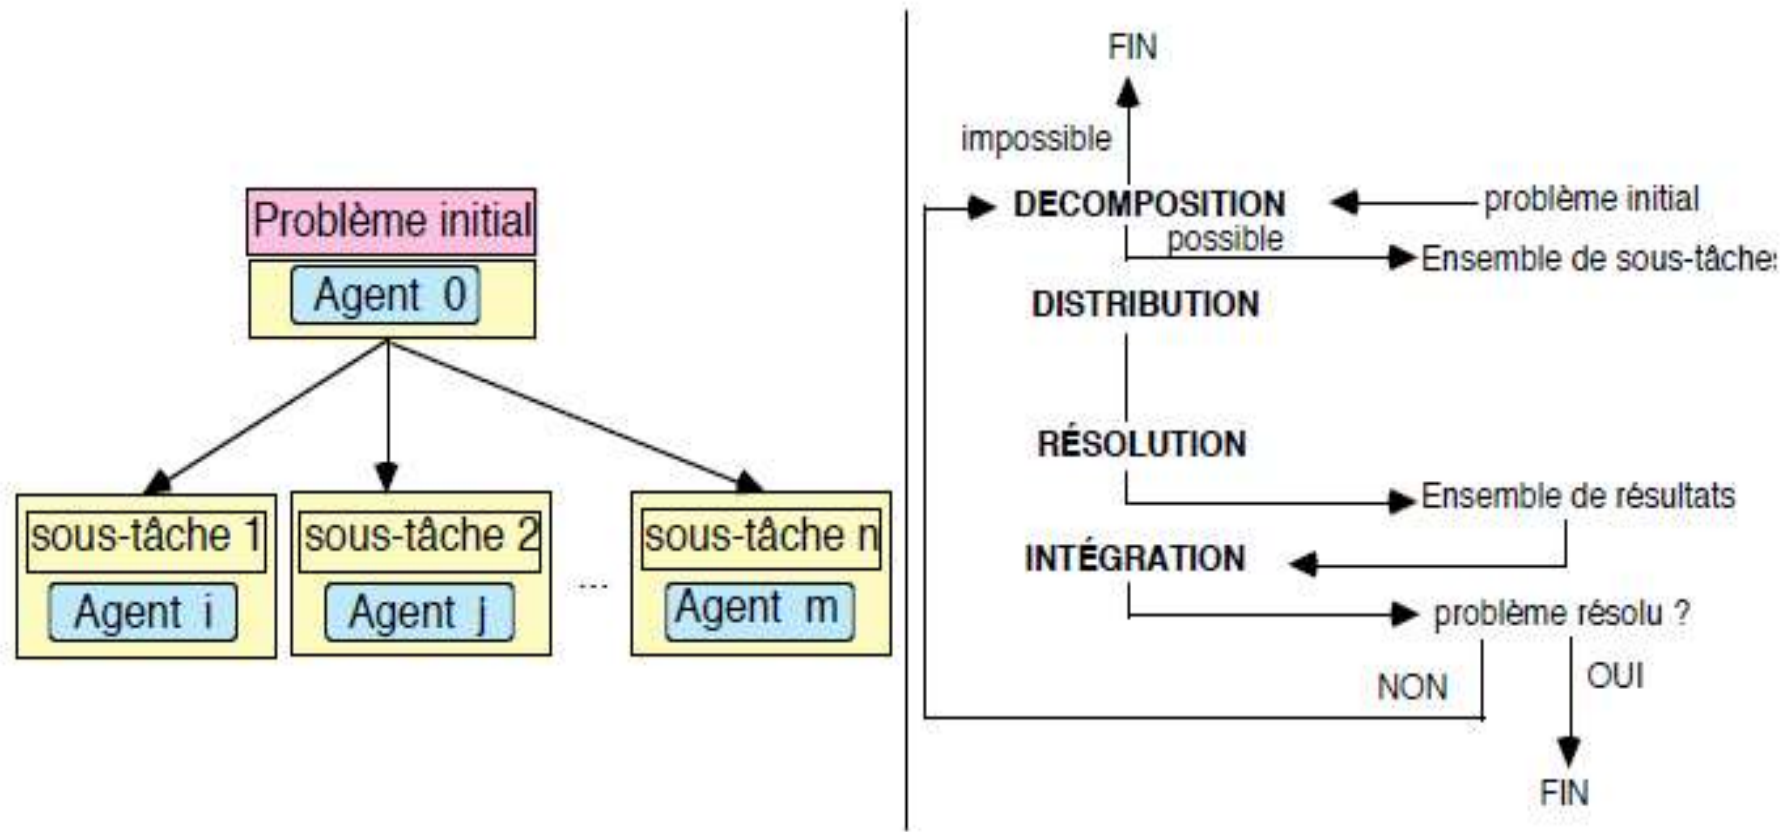 Problème initial
Agent 0
sous-tâche 1
Agent i
sous-tâche 2
Agent j
...
sous-tâche n
Agent m
FIN
impossible
DECOMPOSITION
problème initial
possible
Ensemble de sous-tâches
DISTRIBUTION
RÉSOLUTION
Ensemble de résultats
INTÉGRATION
problème résolu ?
NON
OUI
FIN